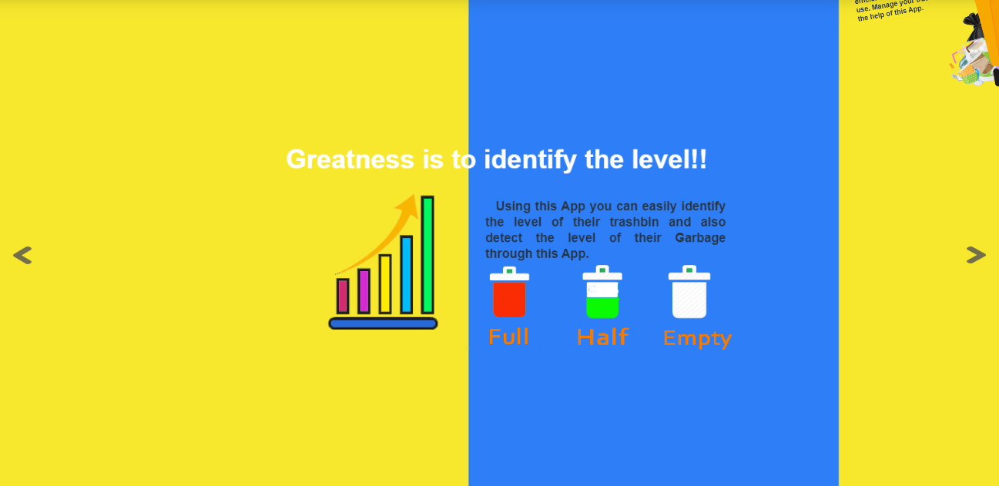 use. Manage your
the help of this App.
Greatness is to identify the level!!
Using this App you can easily identify
the level of their trashbin and also
detect the level of their Garbage
through this App.
Full
Half
Empty